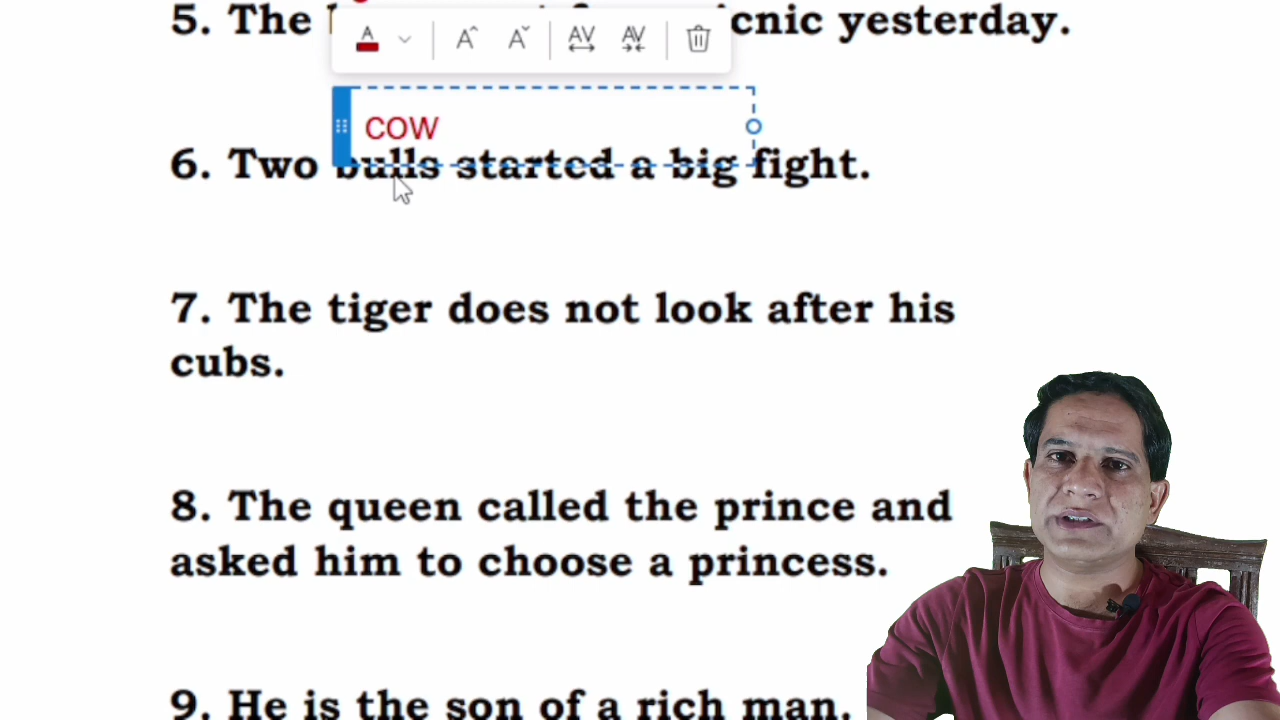 5. The yesterday.
COW
6. Two bulls started a big fight.
7. The tiger does not look after his
cubs.
8. The queen called the prince and
asked him to choose a princess.
9. He is the son of a rich man.